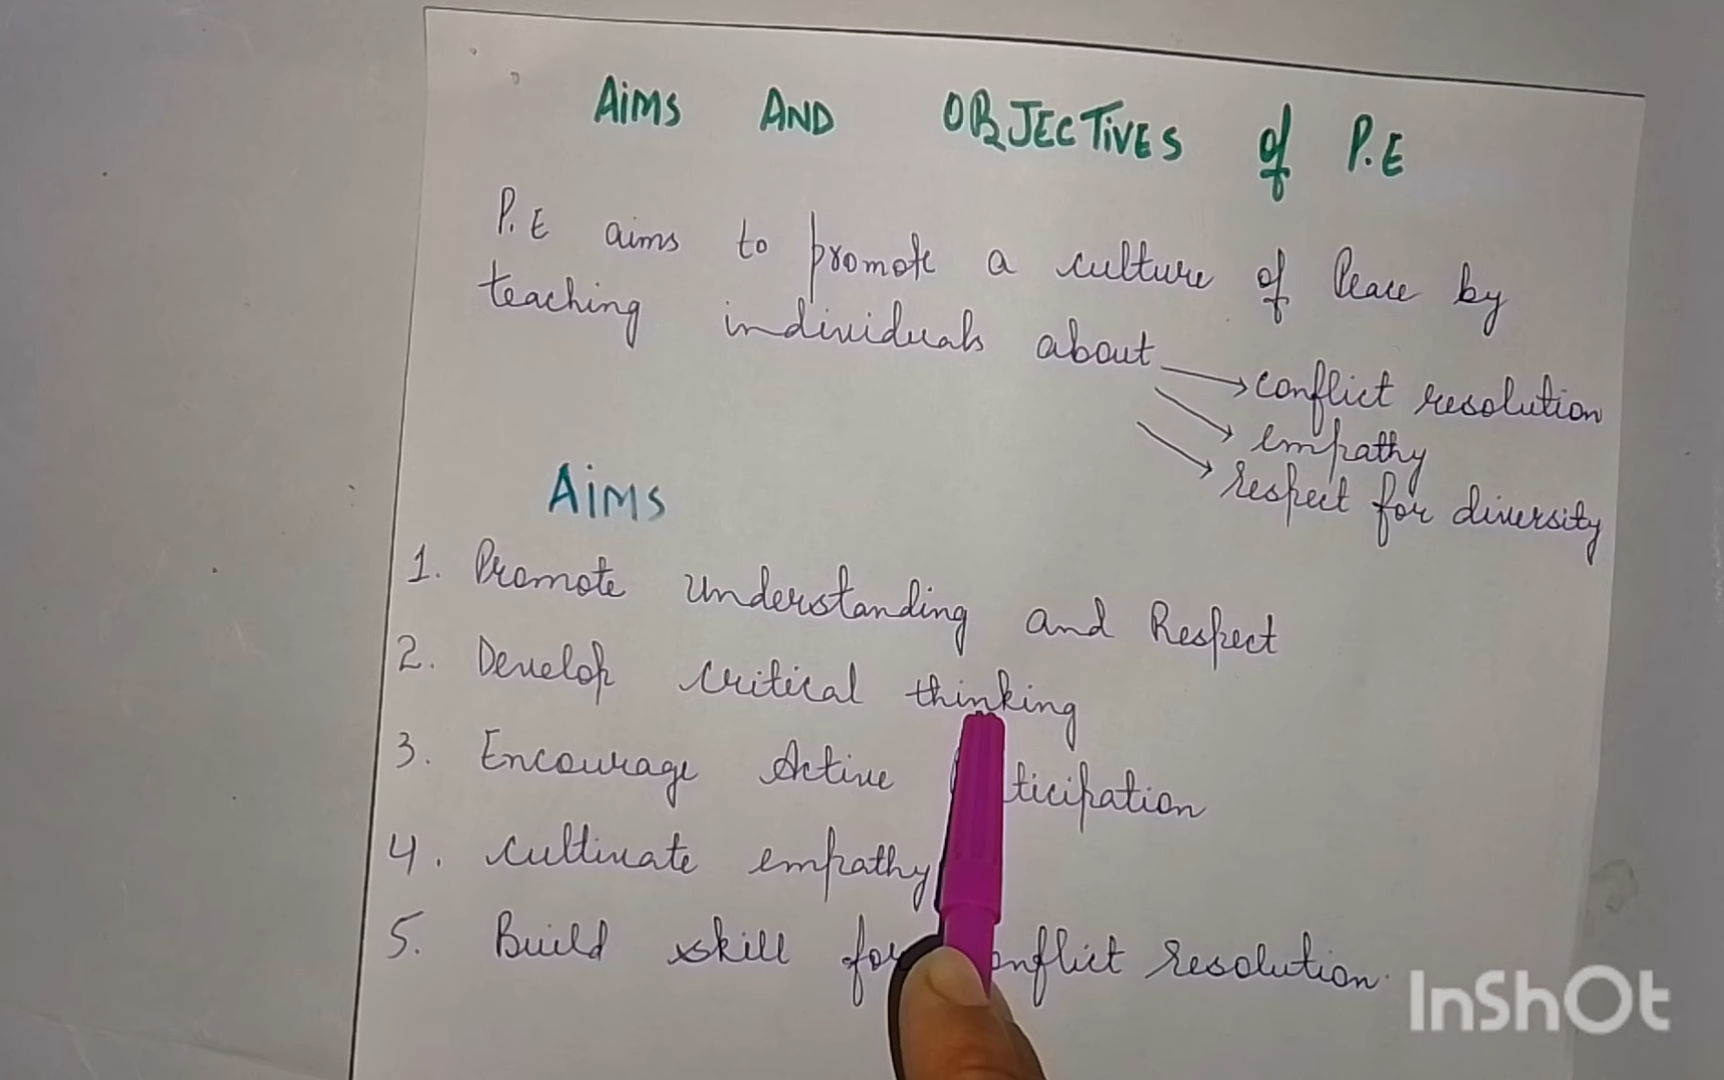 AiMS AND OBJECTiVES of P.E
P.E aims to promote a culture of Peace by
teaching individuals about
conflict resolution
empathy
respect for diversity
AiMS
1. Promote Understanding and Respect
2. Develop critical thinking
3. Encourage Active ticipation
4. Cultivate empathy
5. Build skill for onflict resolution.
InShOt